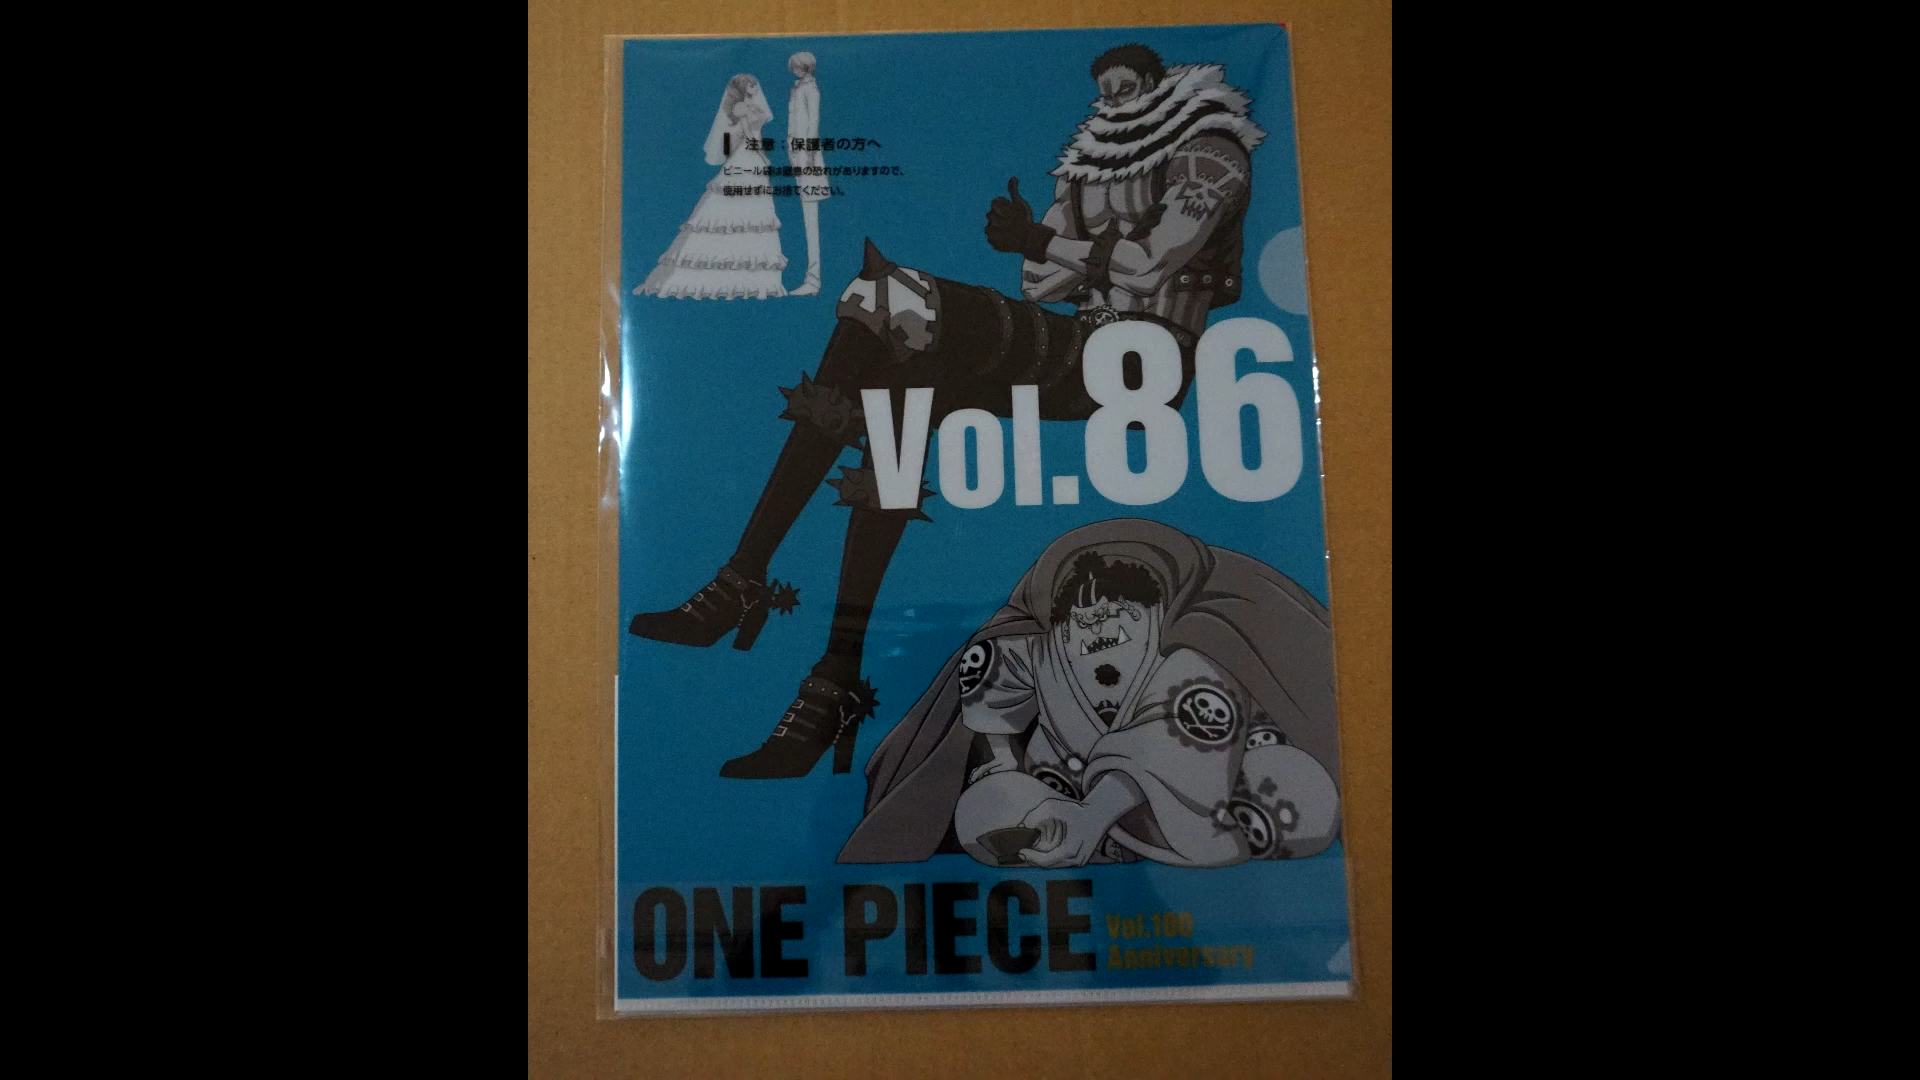 注意：保護者の方へ
ビニール袋は窒息の恐れがありますので、
使用せずにお捨てください。
Vol.86
ONE PIECE
Vol.100
Anniversary